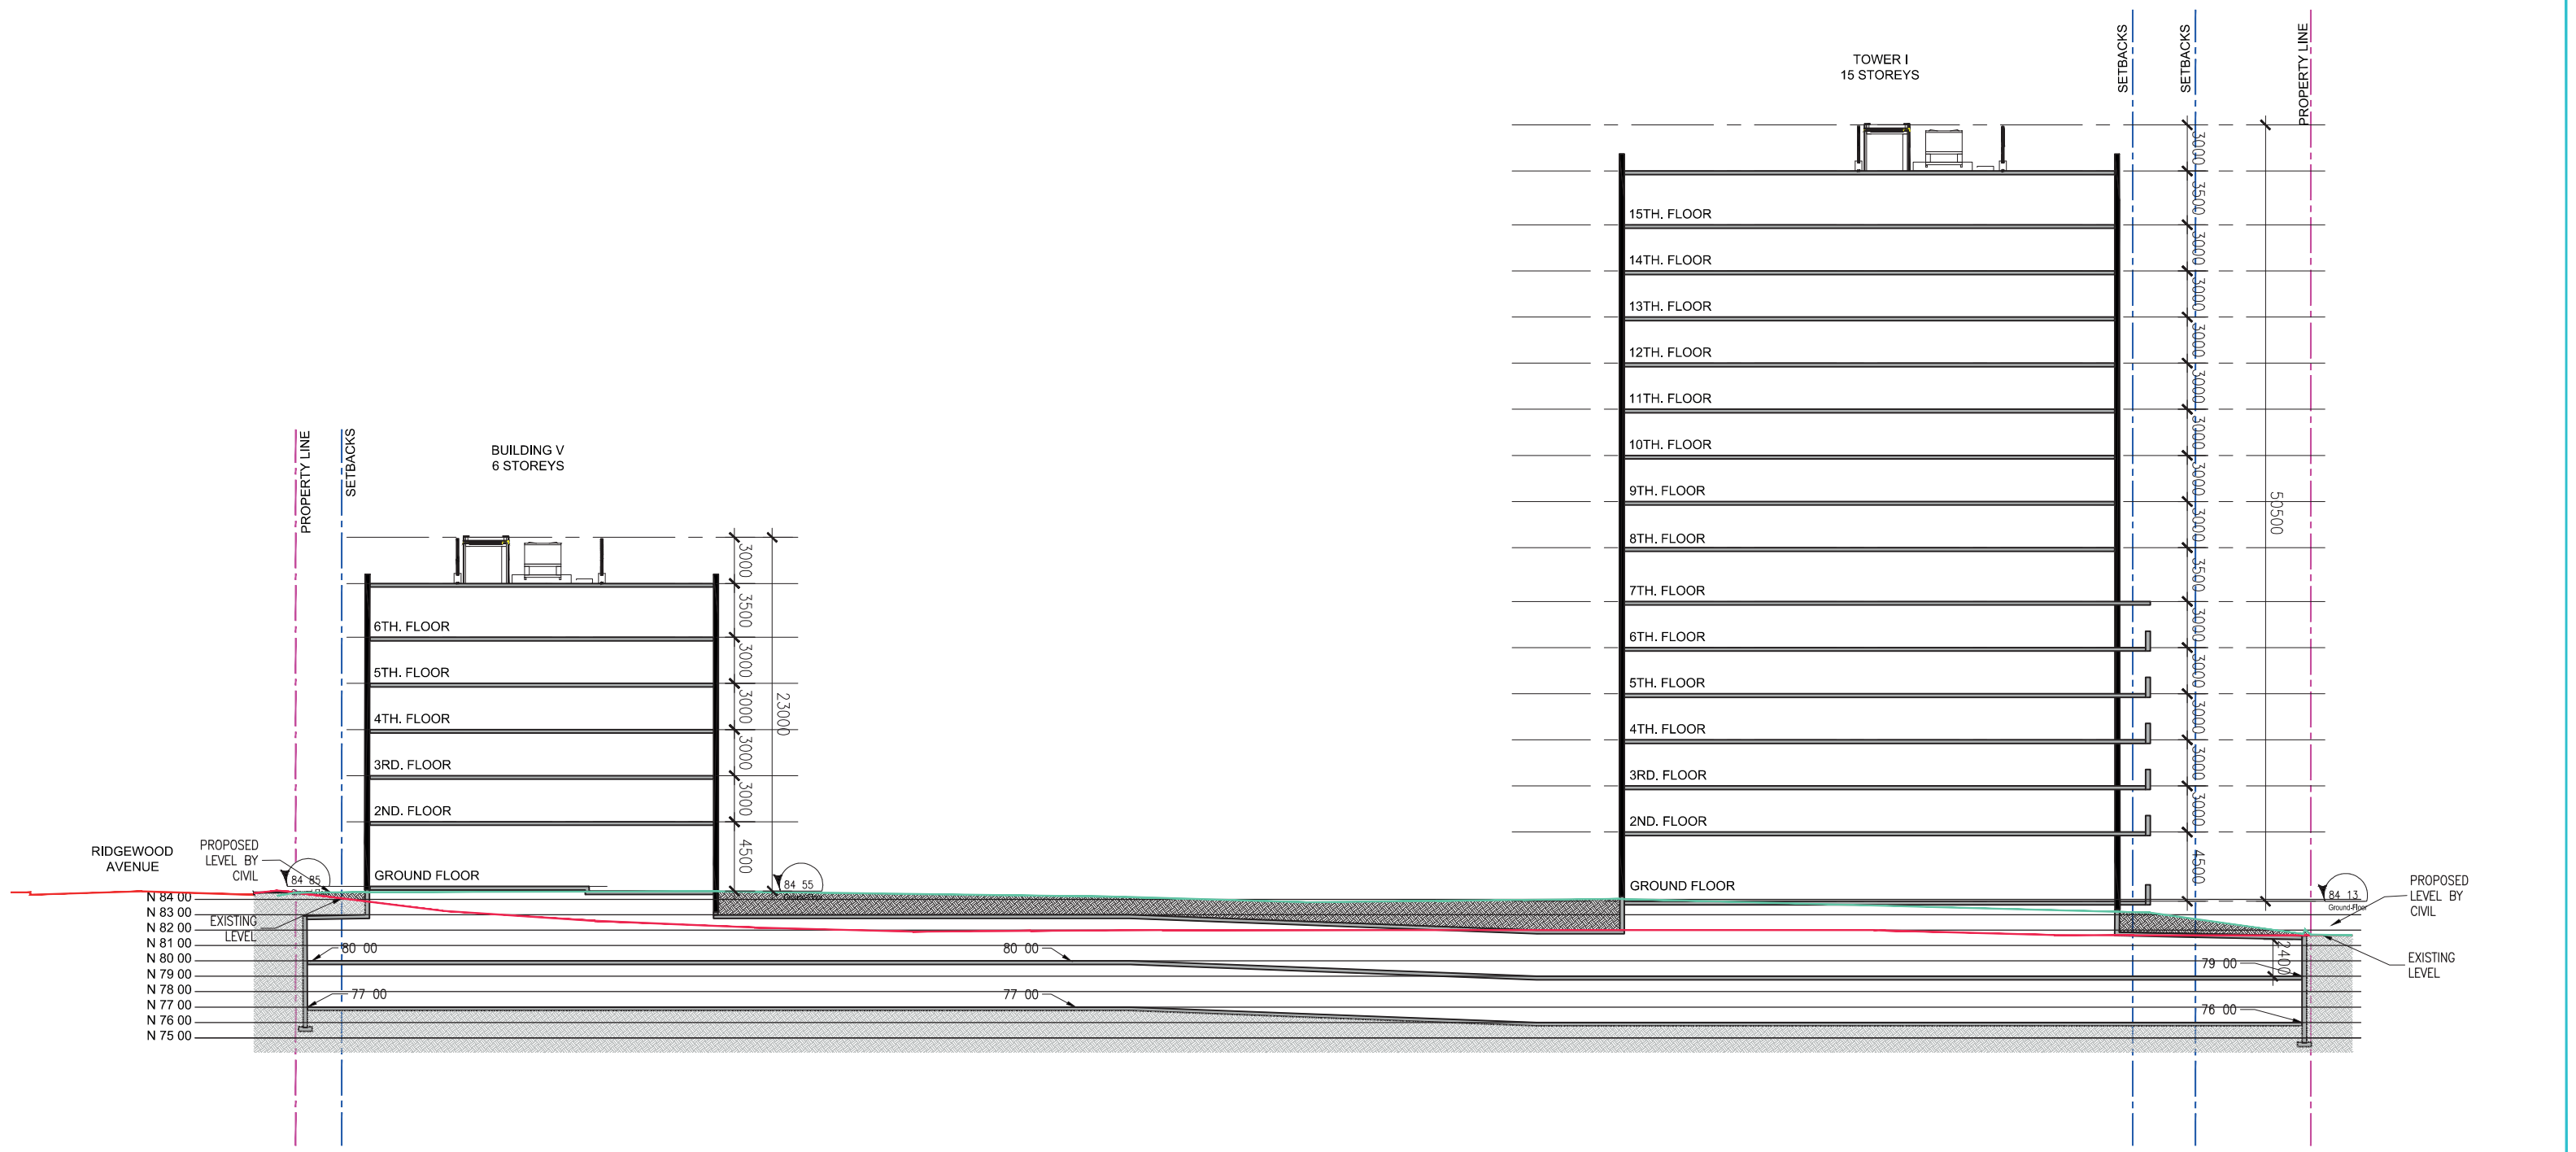 TOWER I
15 STOREYS
SETBACKS
SETBACKS
PROPERTY LINE
3000
3500
15TH. FLOOR
3000
14TH. FLOOR
3000
13TH. FLOOR
3000
12TH. FLOOR
3000
11TH. FLOOR
3000
10TH. FLOOR
3000
9TH. FLOOR
3000
8TH. FLOOR
3500
7TH. FLOOR
3000
6TH. FLOOR
3000
5TH. FLOOR
3000
4TH. FLOOR
3000
3RD. FLOOR
3000
2ND. FLOOR
4500
GROUND FLOOR
50500
84 13
Ground-Floor
PROPOSED
LEVEL BY
CIVIL
EXISTING
LEVEL
2400
PROPERTY LINE
SETBACKS
BUILDING V
6 STOREYS
3000
3500
6TH. FLOOR
3000
5TH. FLOOR
3000
4TH. FLOOR
3000
3RD. FLOOR
3000
2ND. FLOOR
4500
GROUND FLOOR
23000
84 55
RIDGEWOOD
AVENUE
PROPOSED
LEVEL BY
CIVIL
84 85
EXISTING
LEVEL
N 84 00
N 83 00
N 82 00
N 81 00
N 80 00
N 79 00
N 78 00
N 77 00
N 76 00
N 75 00
80 00
80 00
79 00
77 00
77 00
76 00